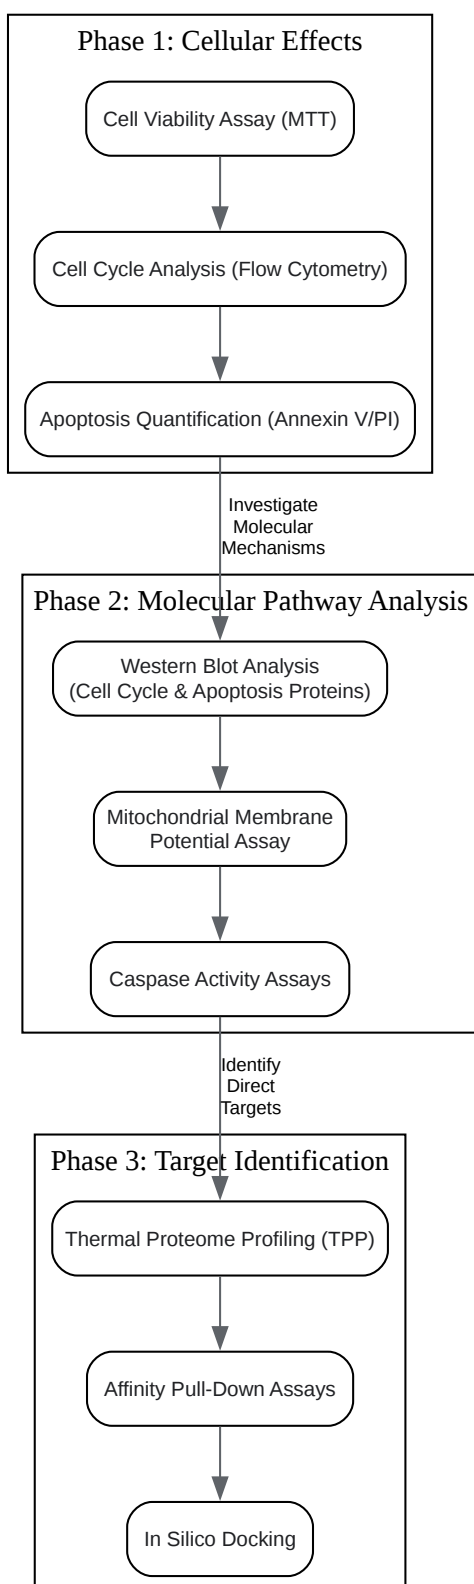 Phase 1: Cellular Effects
Cell Viability Assay (MTT)
Cell Cycle Analysis (Flow Cytometry)
Apoptosis Quantification (Annexin V/PI)
Investigate
Molecular
Mechanisms
Phase 2: Molecular Pathway Analysis
Western Blot Analysis
(Cell Cycle & Apoptosis Proteins)
Mitochondrial Membrane
Potential Assay
Caspase Activity Assays
Identify
Direct
Targets
Phase 3: Target Identification
Thermal Proteome Profiling (TPP)
Affinity Pull-Down Assays
In Silico Docking